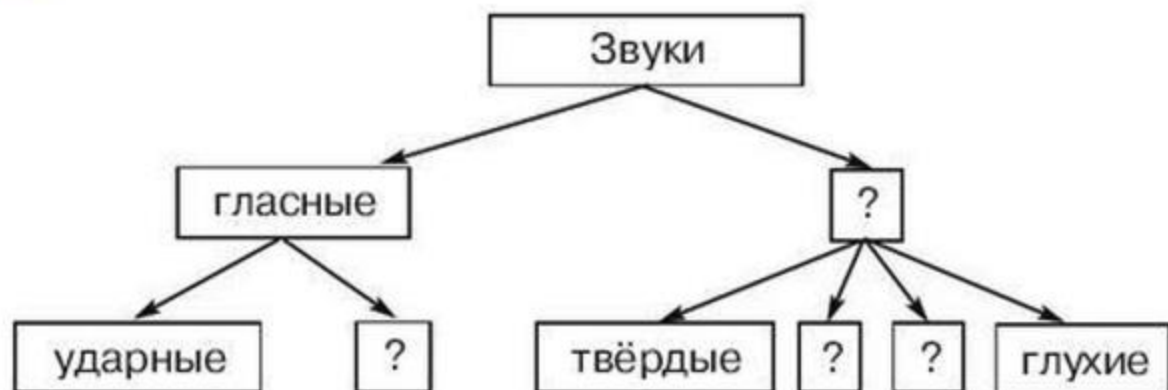 Звуки
гласные ?
ударные ? твёрдые ? ? глухие